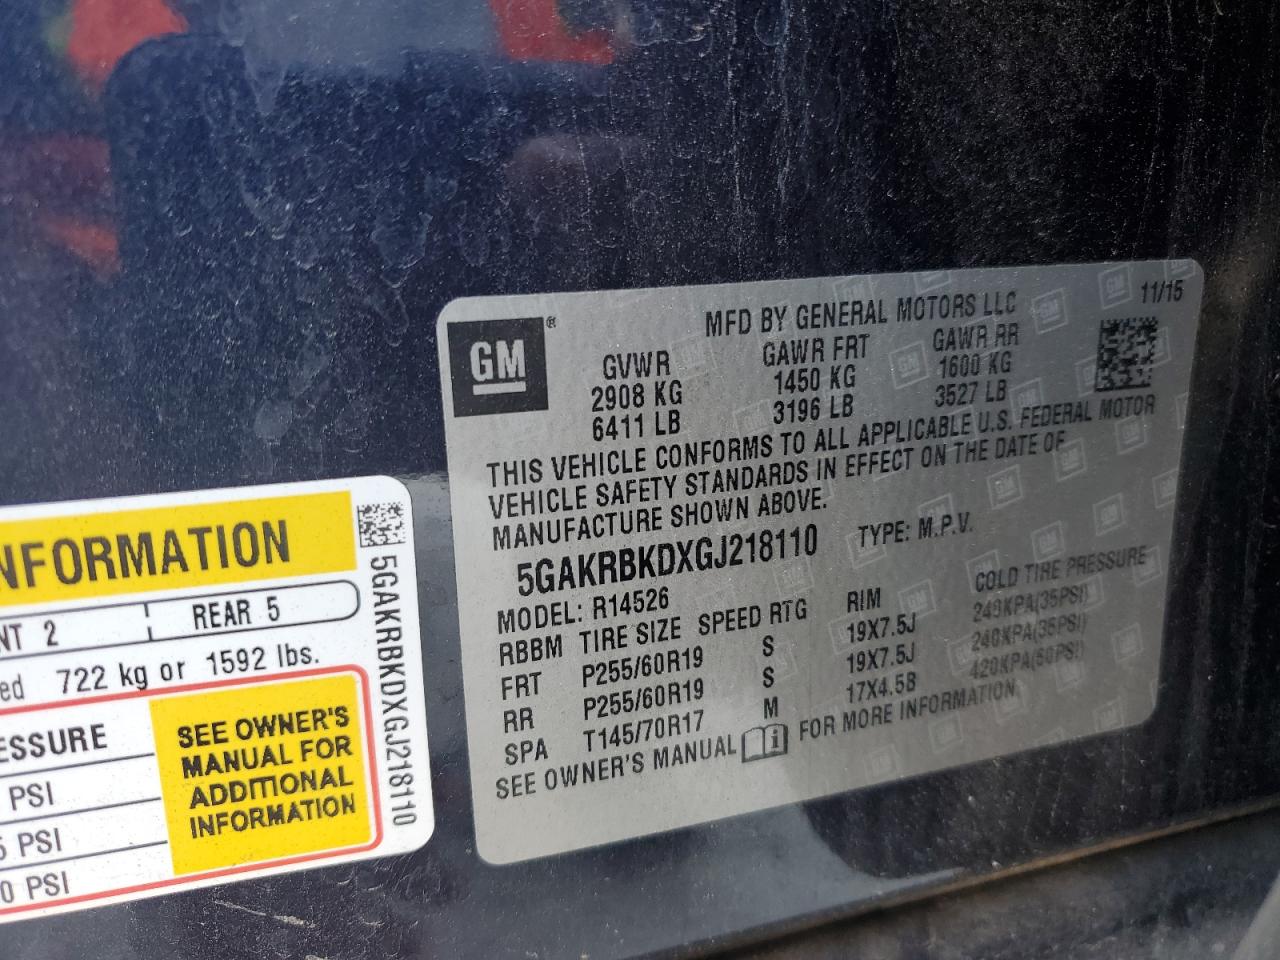 NFORMATION
NT 2 REAR 5
ed 722 kg or 1592 lbs.
ESSURE
PSI
5 PSI
0 PSI
SEE OWNER'S
MANUAL FOR
ADDITIONAL
INFORMATION
5GAKRBKDXGJ218110
GM®
MFD BY GENERAL MOTORS LLC 11/15
GVWR GAWR FRT GAWR RR
2908 KG 1450 KG 1600 KG
6411 LB 3196 LB 3527 LB
THIS VEHICLE CONFORMS TO ALL APPLICABLE U.S. FEDERAL MOTOR
VEHICLE SAFETY STANDARDS IN EFFECT ON THE DATE OF
MANUFACTURE SHOWN ABOVE.
5GAKRBKDXGJ218110 TYPE: M.P.V.
MODEL: R14526
RBBM TIRE SIZE SPEED RTG RIM COLD TIRE PRESSURE
FRT P255/60R19 S 19X7.5J 240KPA(35PSI)
RR P255/60R19 S 19X7.5J 240KPA(35PSI)
SPA T145/70R17 M 17X4.5B 420KPA(60PSI)
SEE OWNER'S MANUAL FOR MORE INFORMATION.